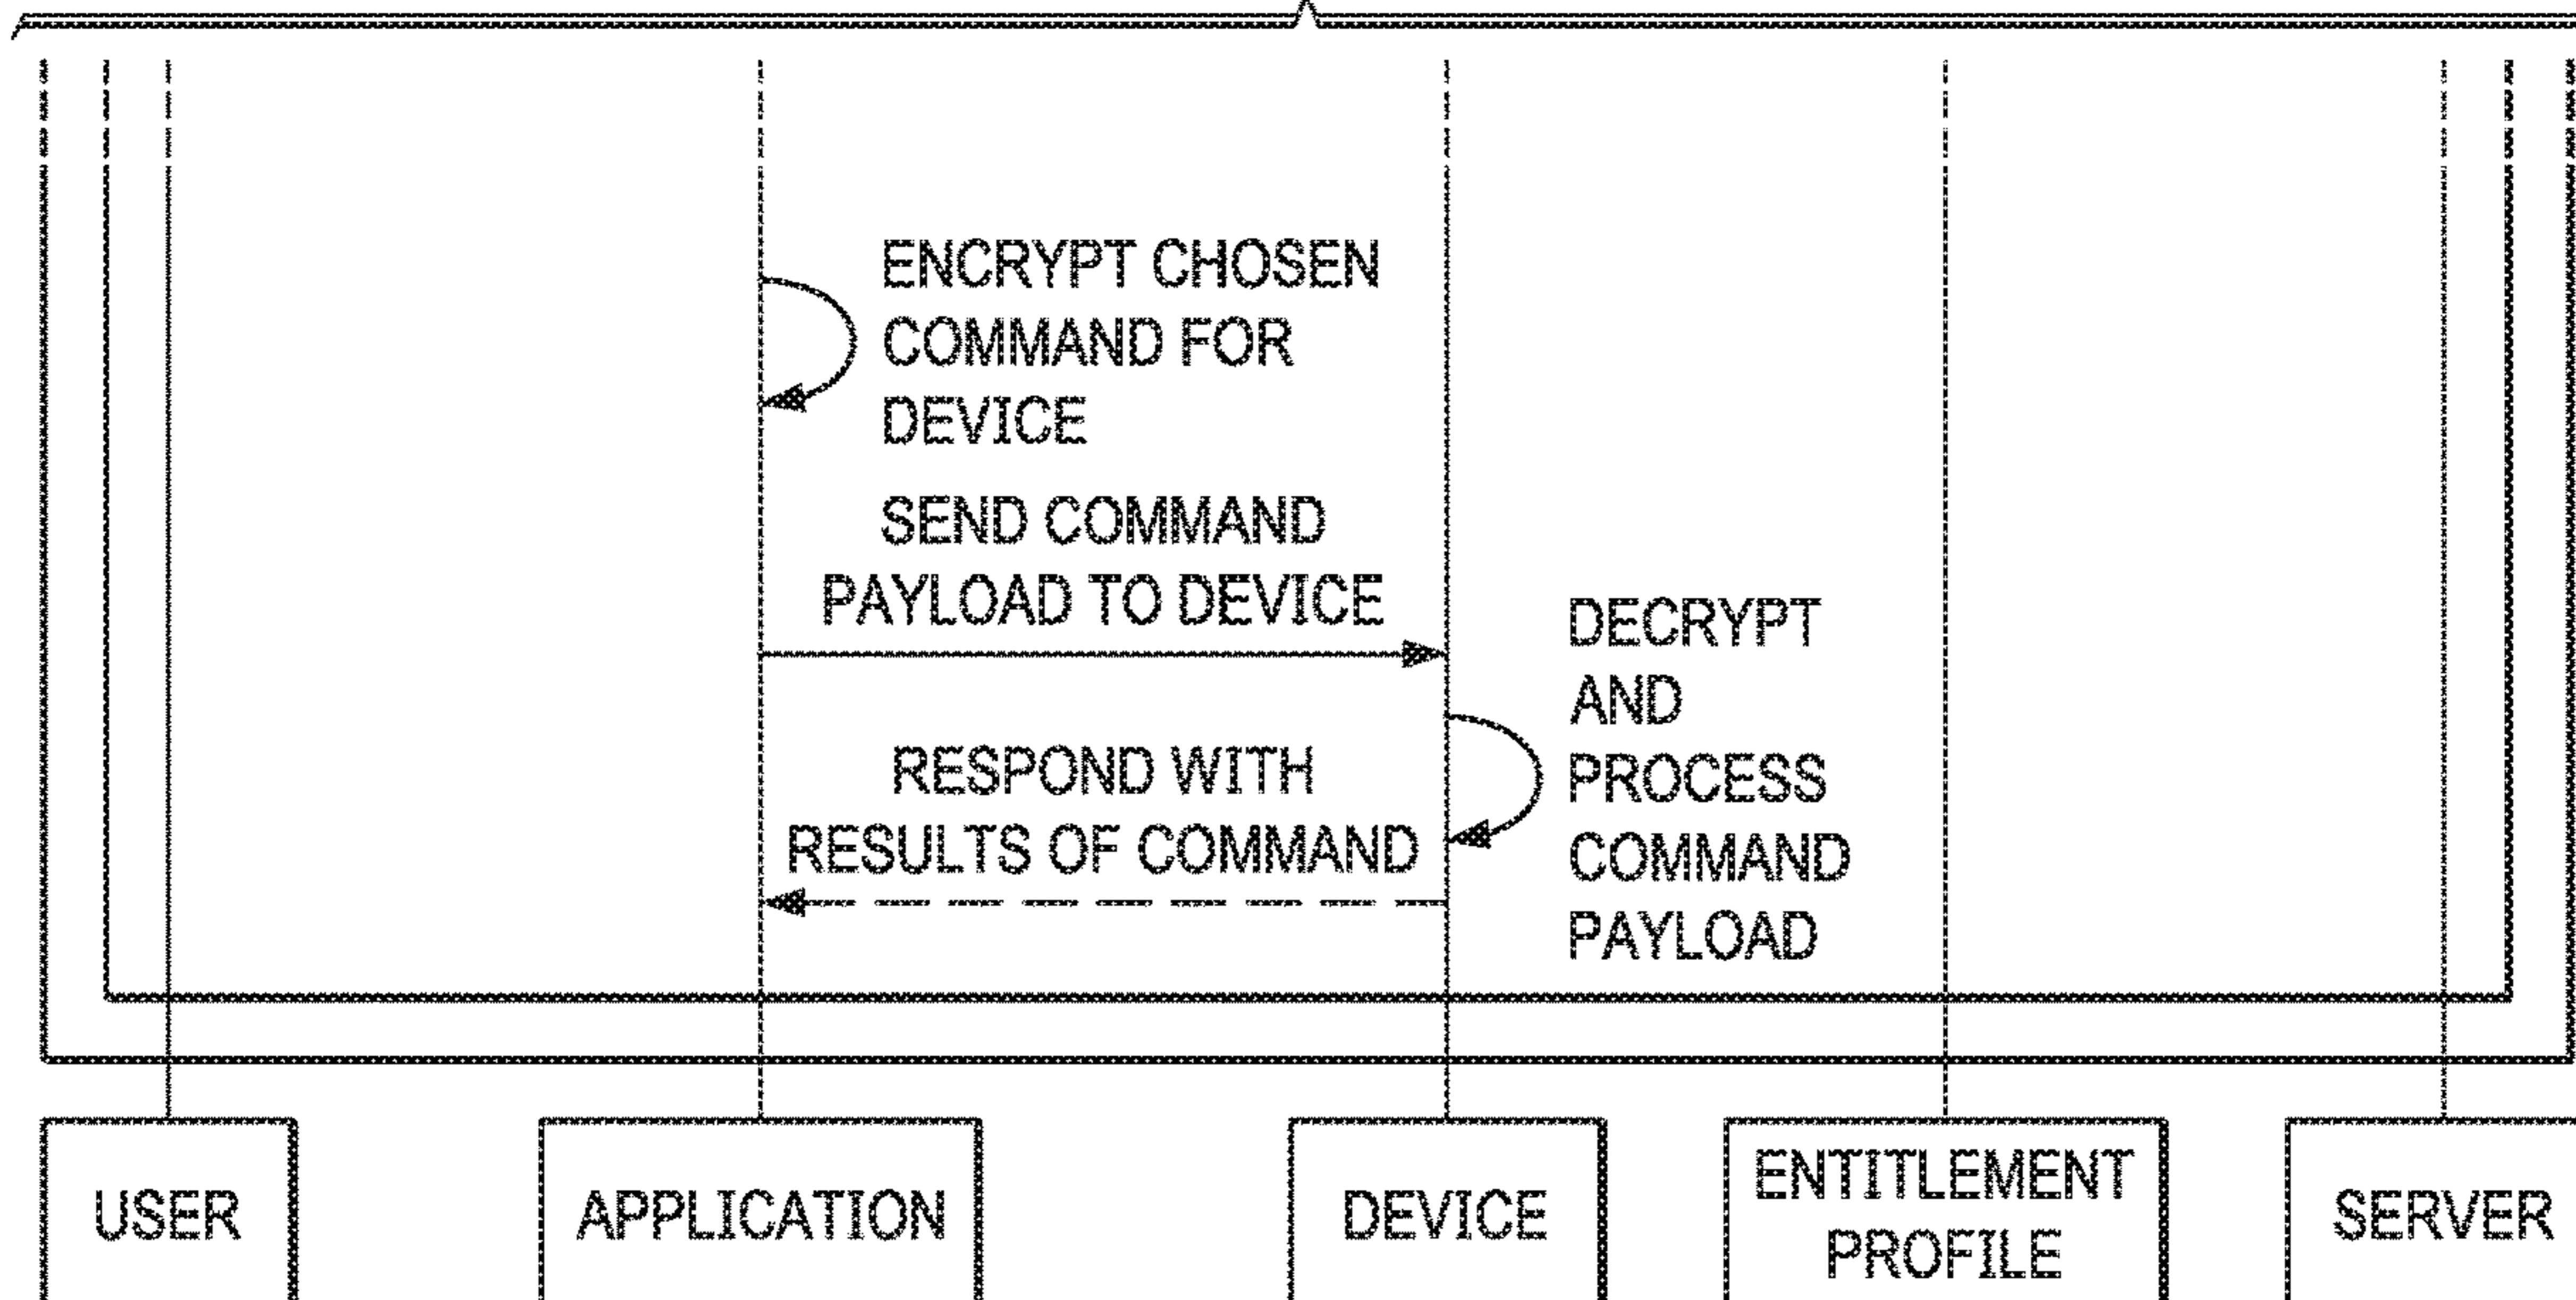 ENCRYPT CHOSEN
COMMAND FOR
DEVICE
SEND COMMAND
PAYLOAD TO DEVICE
DECRYPT
AND
PROCESS
COMMAND
PAYLOAD
RESPOND WITH
RESULTS OF COMMAND
USER
APPLICATION
DEVICE
ENTITLEMENT
PROFILE
SERVER